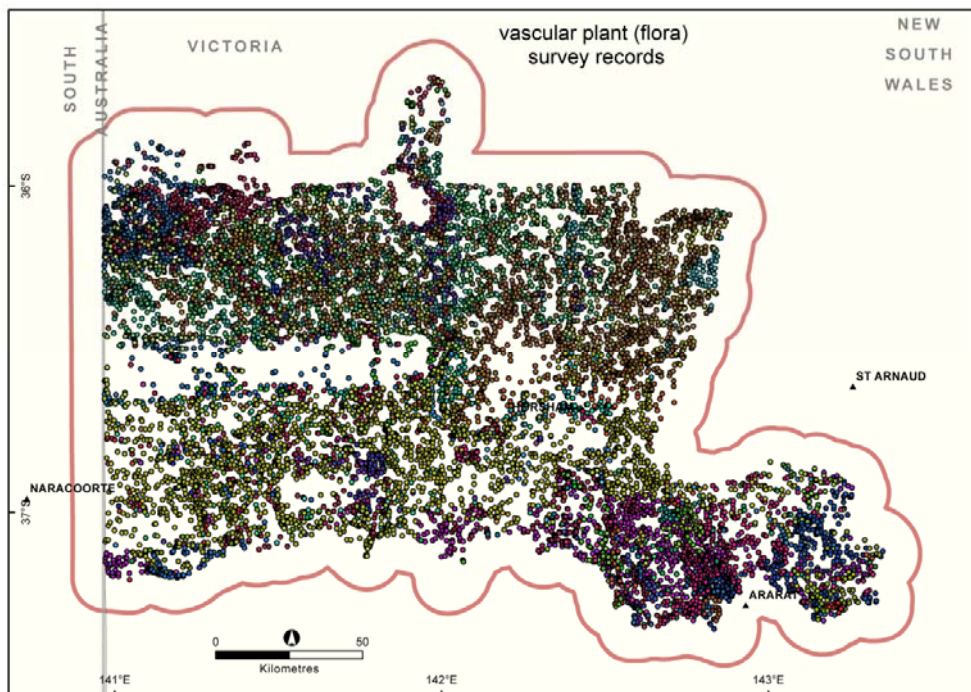 vascular plant (flora)
survey records
VICTORIA
SOUTH
AUSTRALIA
NEW
SOUTH
WALES
36°S
ST ARNAUD
NARACOORTE
37°S
ARARAT
0
50
Kilometres
141°E
142°E
143°E